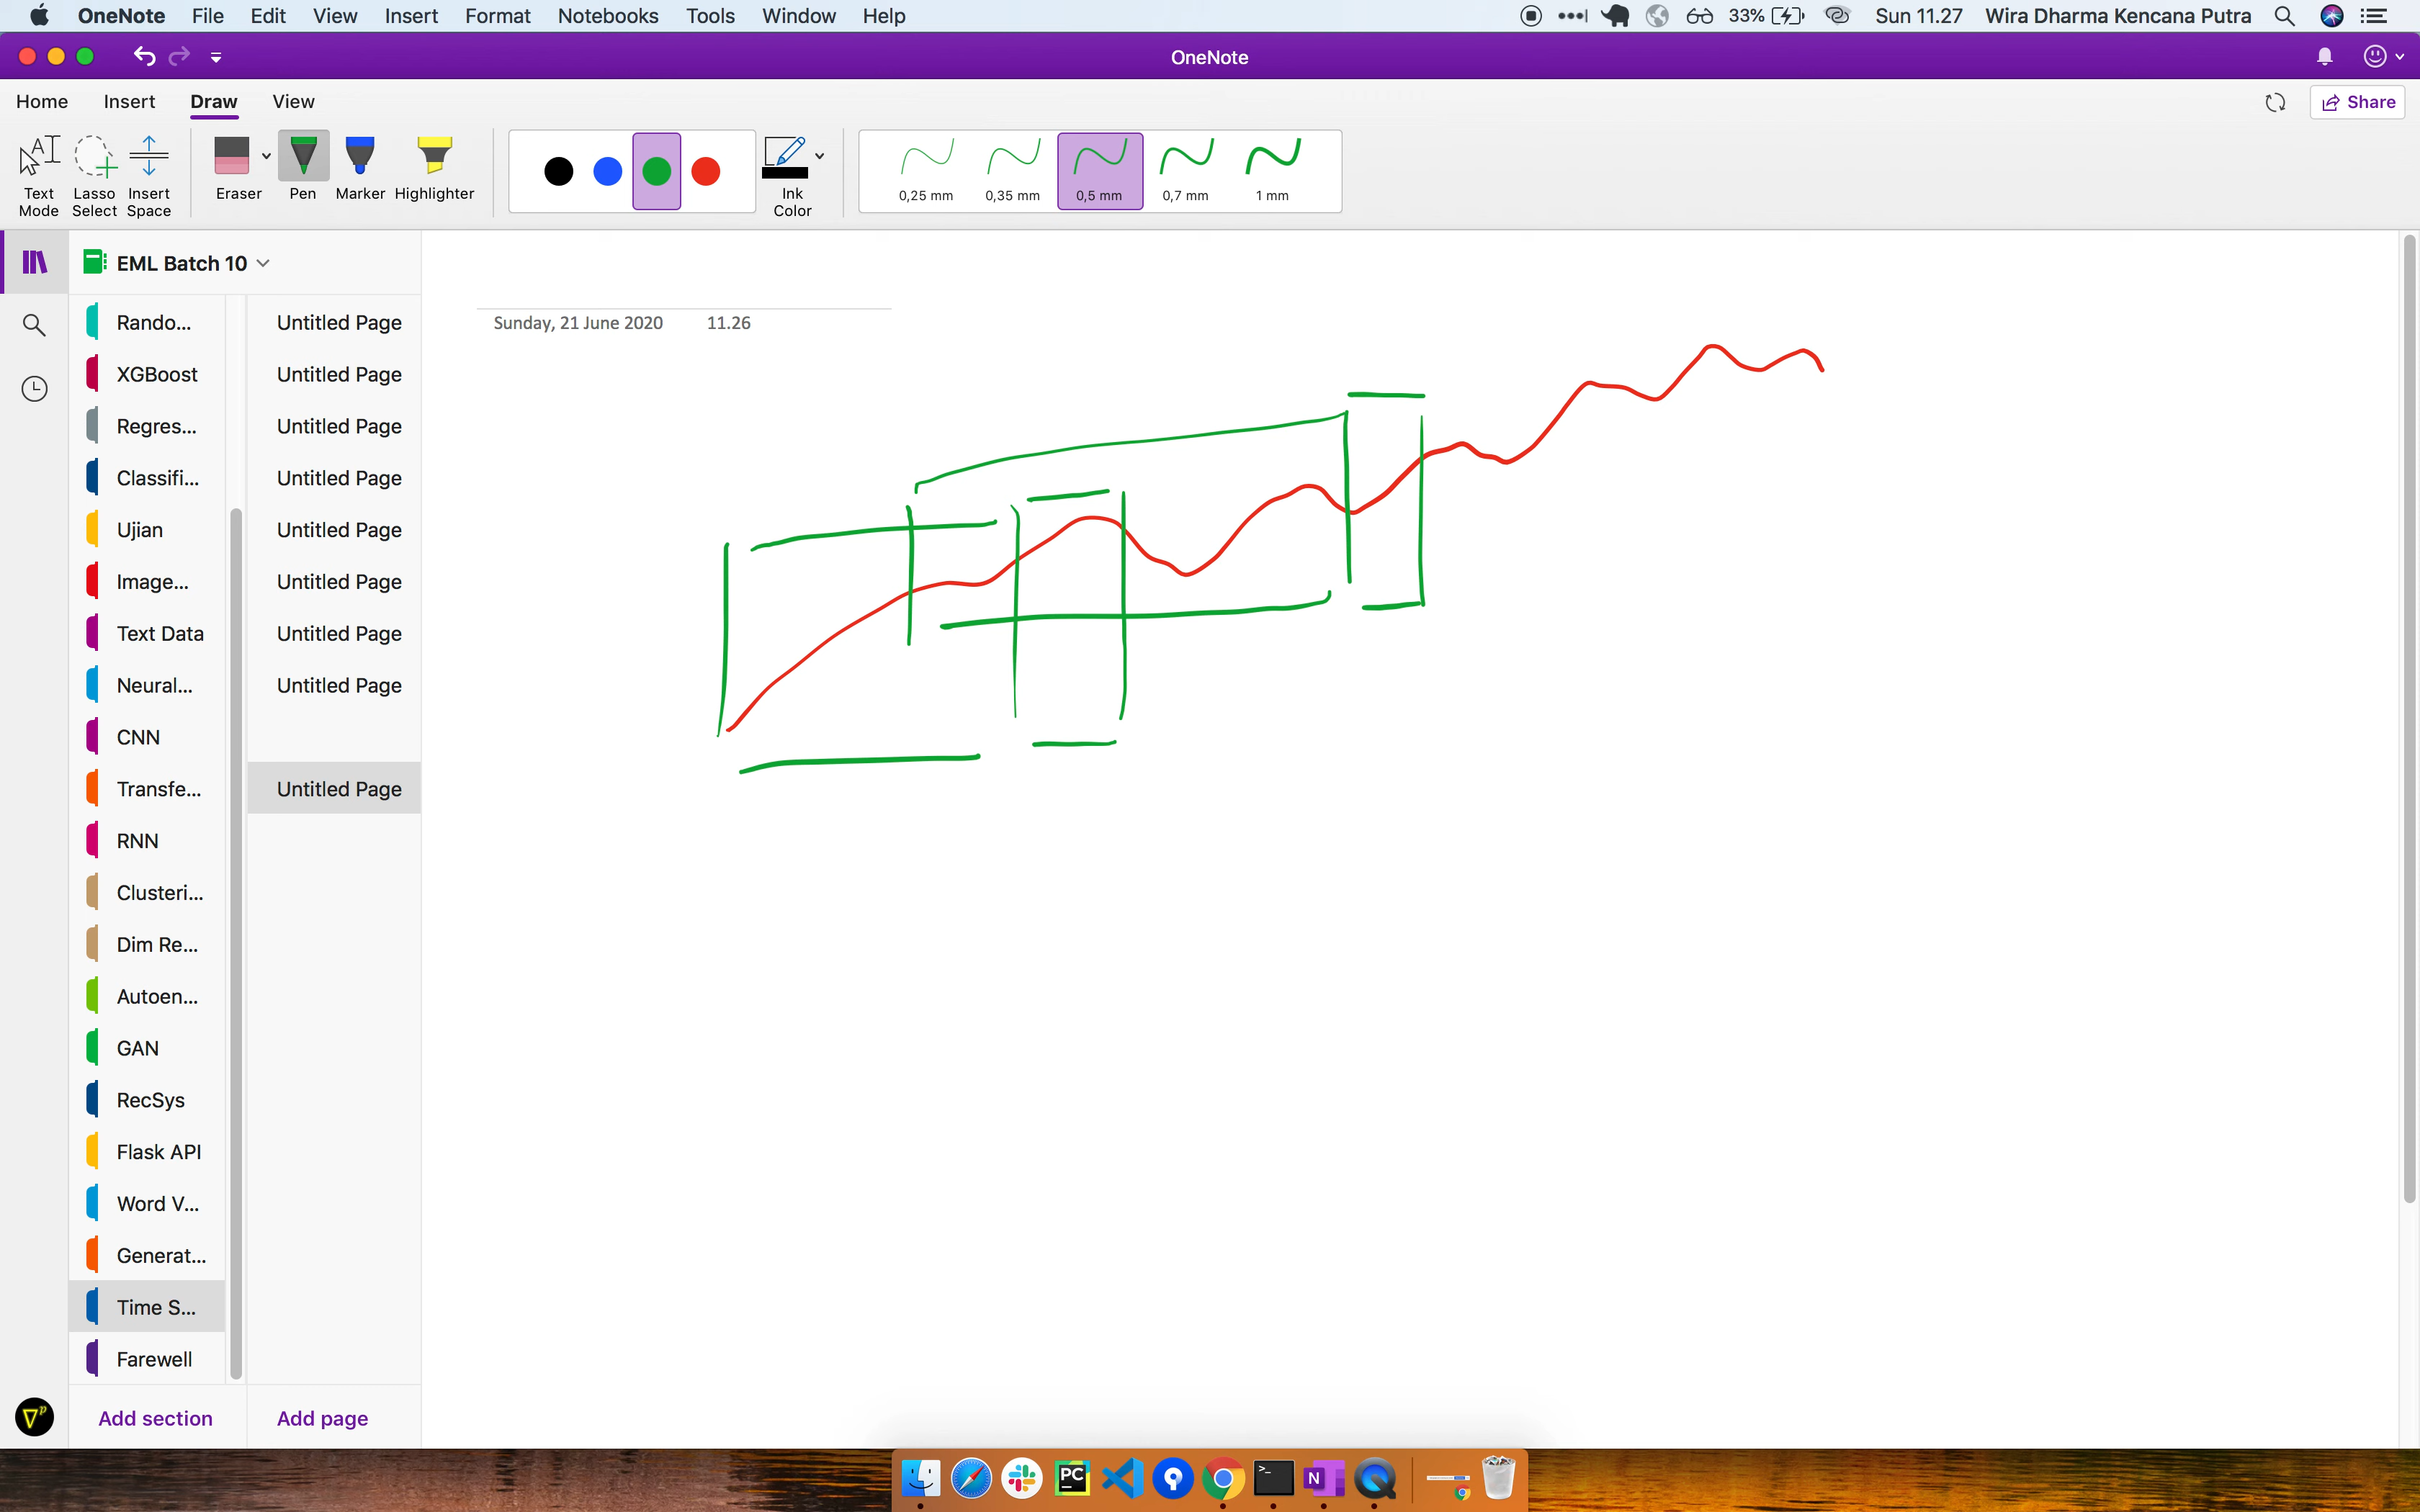 OneNote File Edit View Insert Format Notebooks Tools Window Help 33% Sun 11.27 Wira Dharma Kencana Putra
OneNote
Home Insert Draw View
Share
Text Mode
Lasso Select
Insert Space
Eraser
Pen
Marker
Highlighter
Ink Color
0,25 mm
0,35 mm
0,5 mm
0,7 mm
1 mm
EML Batch 10
Rando...
XGBoost
Regres...
Classifi...
Ujian
Image...
Text Data
Neural...
CNN
Transfe...
RNN
Clusteri...
Dim Re...
Autoen...
GAN
RecSys
Flask API
Word V...
Generat...
Time S...
Farewell
Add section
Untitled Page
Untitled Page
Untitled Page
Untitled Page
Untitled Page
Untitled Page
Untitled Page
Untitled Page
Untitled Page
Add page
Sunday, 21 June 2020 11.26
PC
N